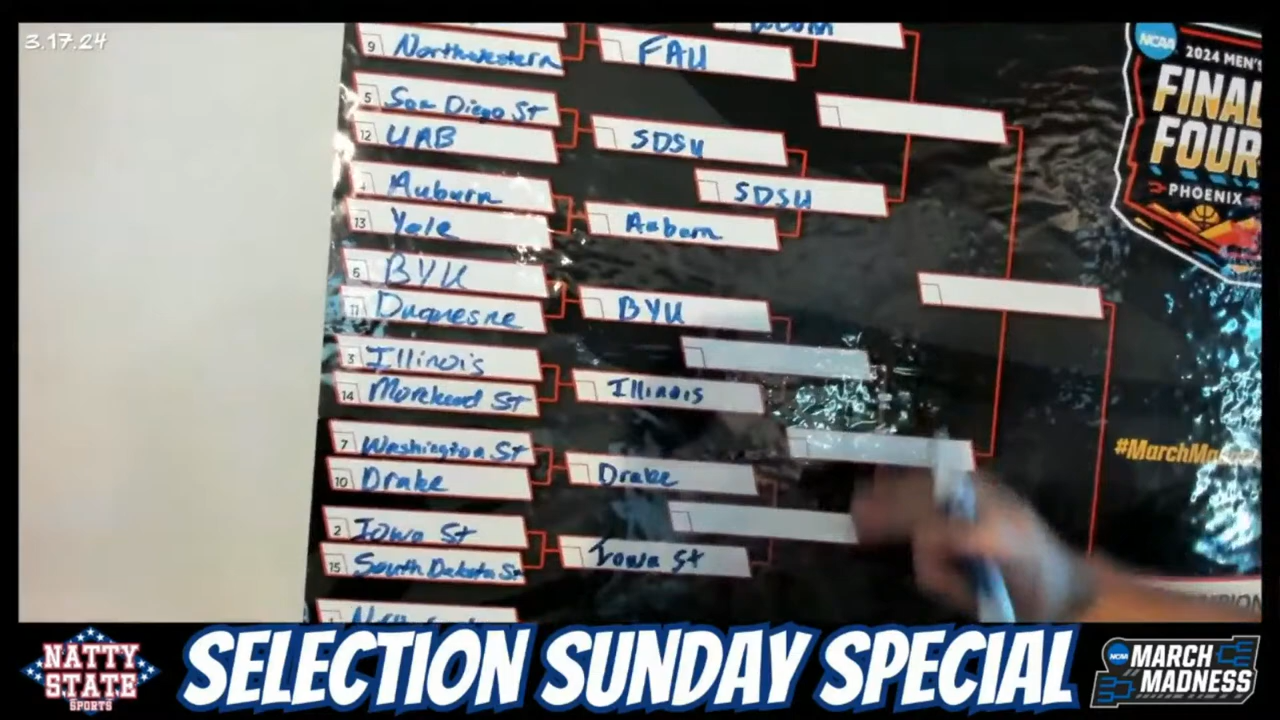 3.17.24
9 Northwestern
FAU
5 San Diego St
12 UAB
SDSU
Auburn
13 Yale
Auburn
SDSU
6 BYU
11 Duquesne
BYU
3 Illinois
14 Morehead St
Illinois
7 Washington St
10 Drake
Drake
2 Iowa St
15 South Dakota St
Iowa St
NCAA
2024 MEN'S
FINAL
FOUR
PHOENIX
#MarchMa
NATTY
STATE
SPORTS
SELECTION SUNDAY SPECIAL
NCAA
MARCH
MADNESS